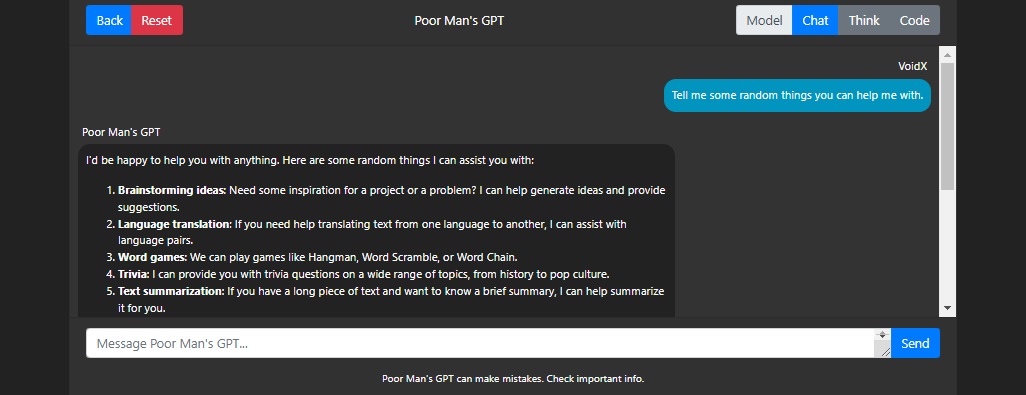 Back Reset Poor Man's GPT Model Chat Think Code
VoidX
Tell me some random things you can help me with.
Poor Man's GPT
I'd be happy to help you with anything. Here are some random things I can assist you with:
1. Brainstorming ideas: Need some inspiration for a project or a problem? I can help generate ideas and provide
suggestions.
2. Language translation: If you need help translating text from one language to another, I can assist with
language pairs.
3. Word games: We can play games like Hangman, Word Scramble, or Word Chain.
4. Trivia: I can provide you with trivia questions on a wide range of topics, from history to pop culture.
5. Text summarization: If you have a long piece of text and want to know a brief summary, I can help summarize
it for you.
Message Poor Man's GPT... Send
Poor Man's GPT can make mistakes. Check important info.